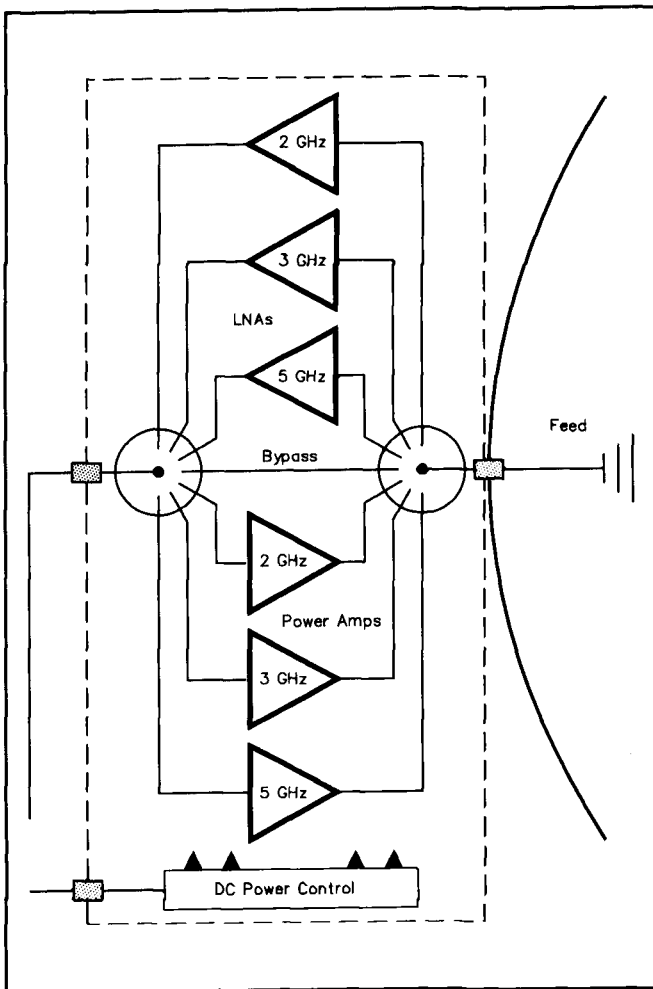 2 GHz
3 GHz
LNAs
5 GHz
Feed
Bypass
2 GHz
Power Amps
3 GHz
5 GHz
DC Power Control